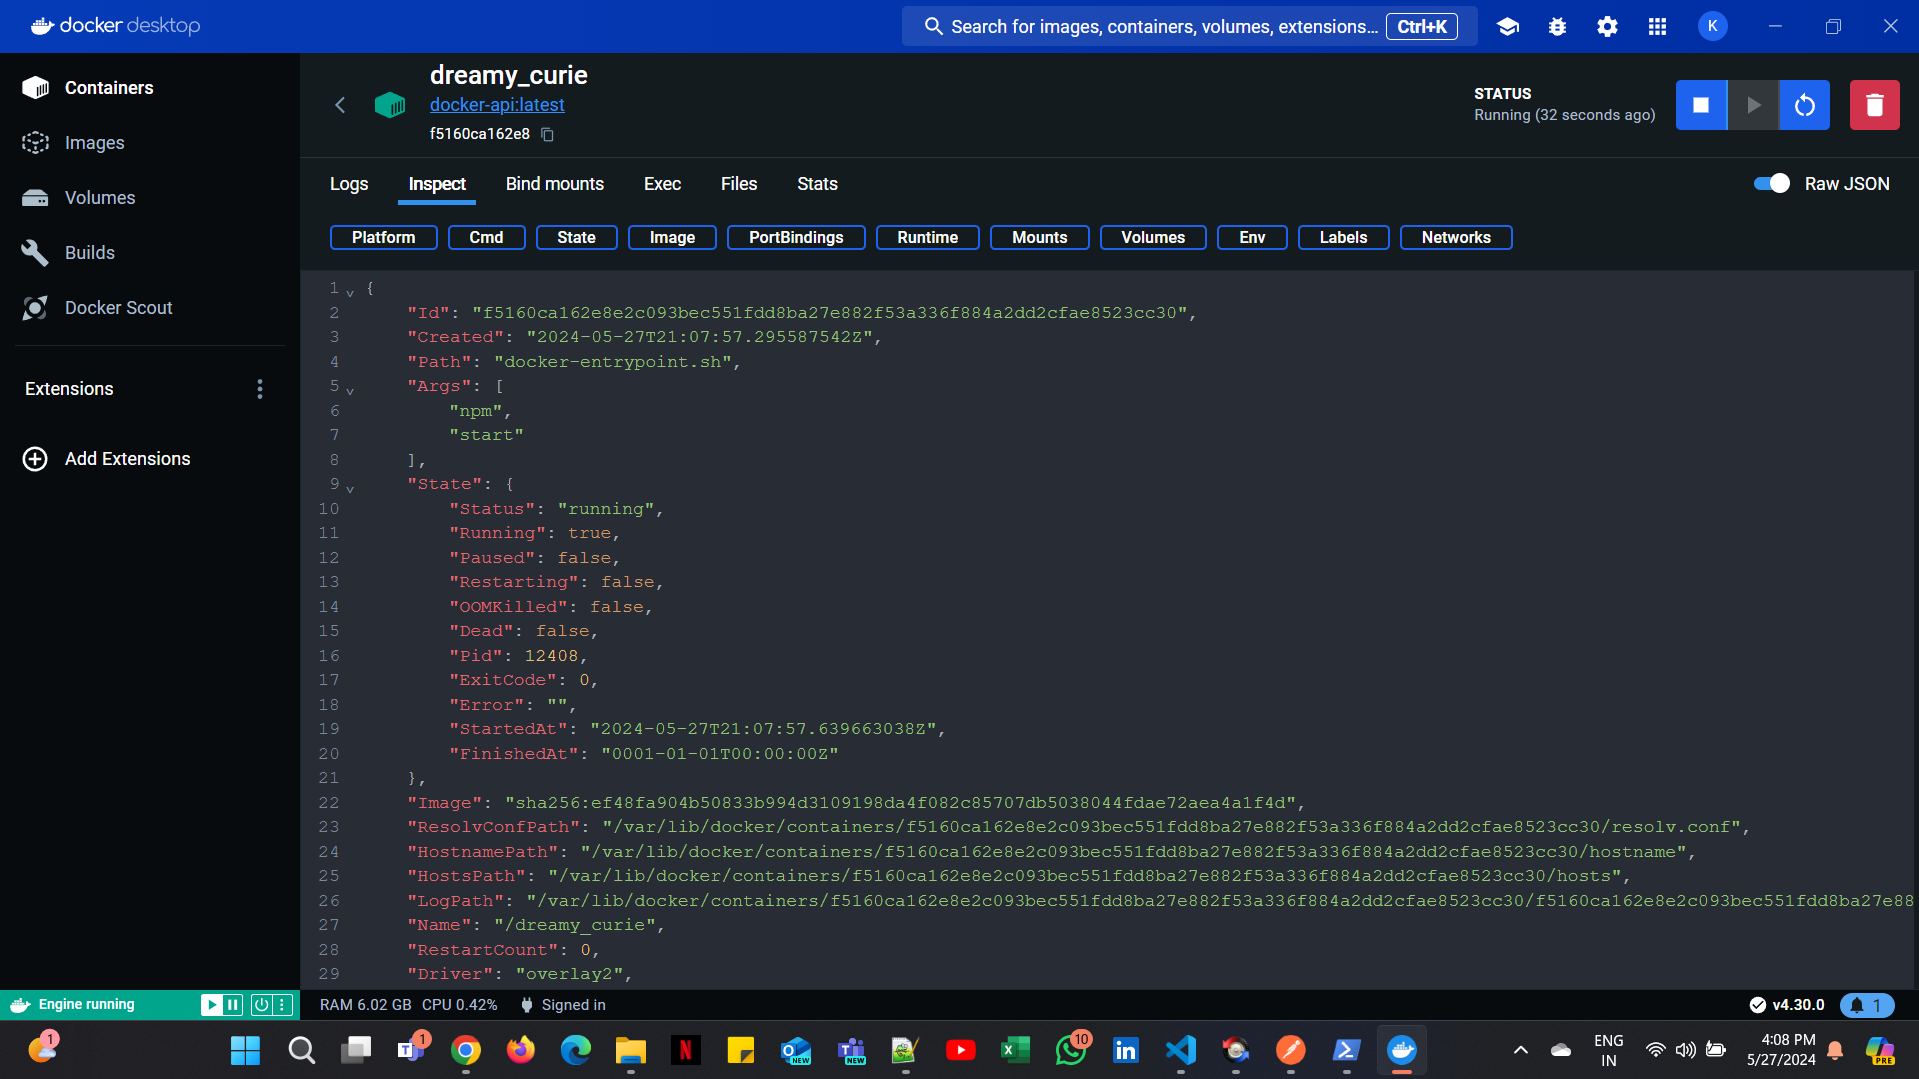 docker desktop
Search for images, containers, volumes, extensions... Ctrl+K
K
Containers
Images
Volumes
Builds
Docker Scout
Extensions
Add Extensions
dreamy_curie
docker-api:latest
f5160ca162e8
STATUS
Running (32 seconds ago)
Logs Inspect Bind mounts Exec Files Stats
Raw JSON
Platform Cmd State Image PortBindings Runtime Mounts Volumes Env Labels Networks
1 {
2 "Id": "f5160ca162e8e2c093bec551fdd8ba27e882f53a336f884a2dd2cfae8523cc30",
3 "Created": "2024-05-27T21:07:57.295587542Z",
4 "Path": "docker-entrypoint.sh",
5 "Args": [
6 "npm",
7 "start"
8 ],
9 "State": {
10 "Status": "running",
11 "Running": true,
12 "Paused": false,
13 "Restarting": false,
14 "OOMKilled": false,
15 "Dead": false,
16 "Pid": 12408,
17 "ExitCode": 0,
18 "Error": "",
19 "StartedAt": "2024-05-27T21:07:57.639663038Z",
20 "FinishedAt": "0001-01-01T00:00:00Z"
21 },
22 "Image": "sha256:ef48fa904b50833b994d3109198da4f082c85707db5038044fdae72aea4a1f4d",
23 "ResolvConfPath": "/var/lib/docker/containers/f5160ca162e8e2c093bec551fdd8ba27e882f53a336f884a2dd2cfae8523cc30/resolv.conf",
24 "HostnamePath": "/var/lib/docker/containers/f5160ca162e8e2c093bec551fdd8ba27e882f53a336f884a2dd2cfae8523cc30/hostname",
25 "HostsPath": "/var/lib/docker/containers/f5160ca162e8e2c093bec551fdd8ba27e882f53a336f884a2dd2cfae8523cc30/hosts",
26 "LogPath": "/var/lib/docker/containers/f5160ca162e8e2c093bec551fdd8ba27e882f53a336f884a2dd2cfae8523cc30/f5160ca162e8e2c093bec551fdd8ba27e88
27 "Name": "/dreamy_curie",
28 "RestartCount": 0,
29 "Driver": "overlay2",
Engine running
RAM 6.02 GB CPU 0.42% Signed in
v4.30.0
1
1
1
10
NEW
NEW
ENG
IN
4:08 PM
5/27/2024
PRE